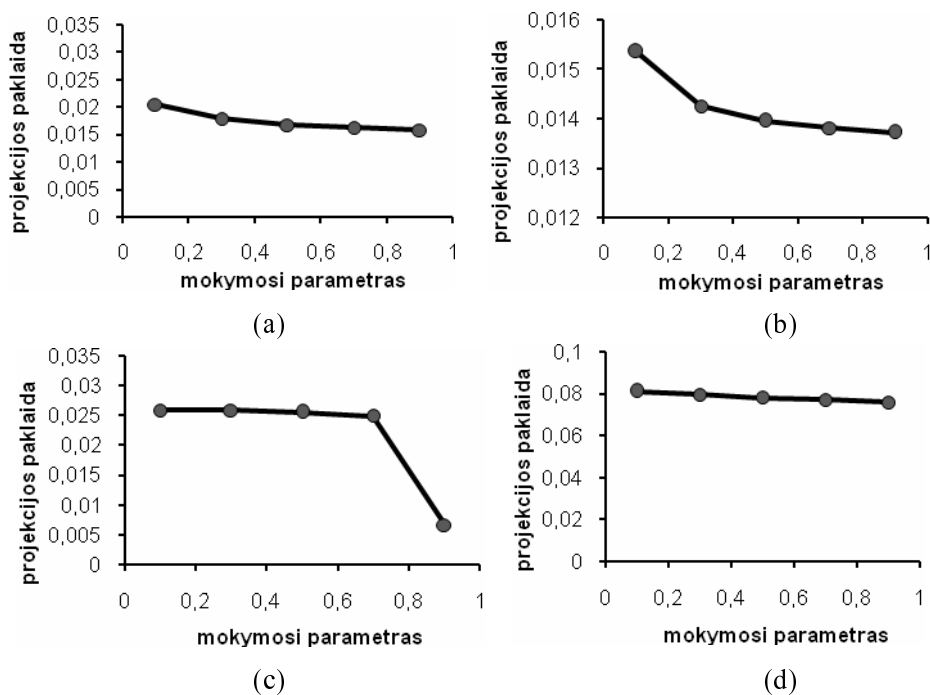 0,035
0,03
0,025
0,02
0,015
0,01
0,005
0
projekcijos paklaida
0 0,2 0,4 0,6 0,8 1
mokymosi parametras
(a)
0,016
0,015
0,014
0,013
0,012
projekcijos paklaida
0 0,2 0,4 0,6 0,8 1
mokymosi parametras
(b)
0,035
0,03
0,025
0,02
0,015
0,01
0,005
0
projekcijos paklaida
0 0,2 0,4 0,6 0,8 1
mokymosi parametras
(c)
0,1
0,08
0,06
0,04
0,02
0
projekcijos paklaida
0 0,2 0,4 0,6 0,8 1
mokymosi parametras
(d)